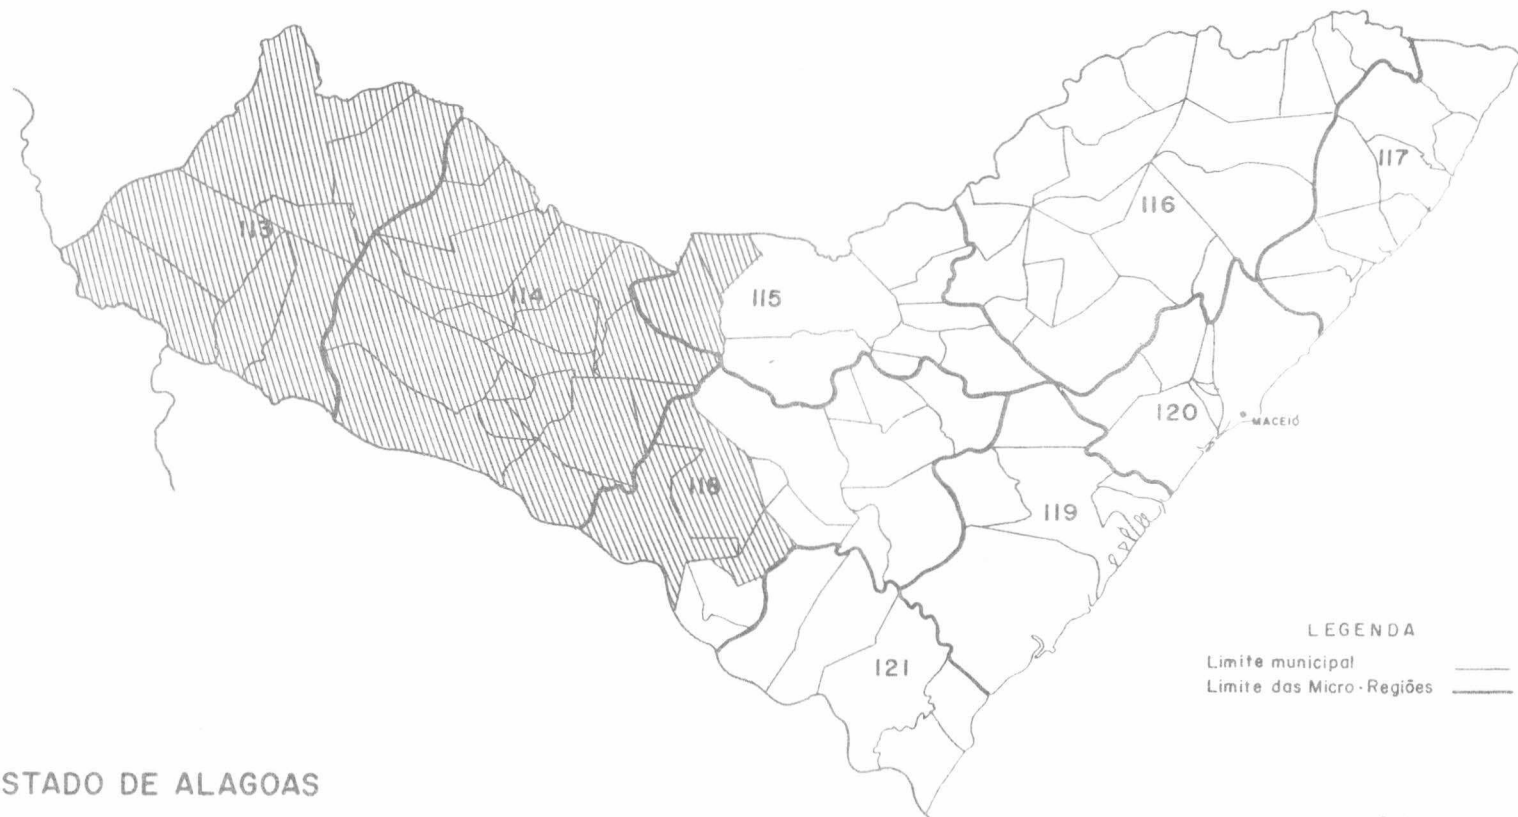 117
116
113
114
115
120
MACEIÓ
118
119
LEGENDA
Limite municipal
Limite das Micro-Regiões
121
STADO DE ALAGOAS